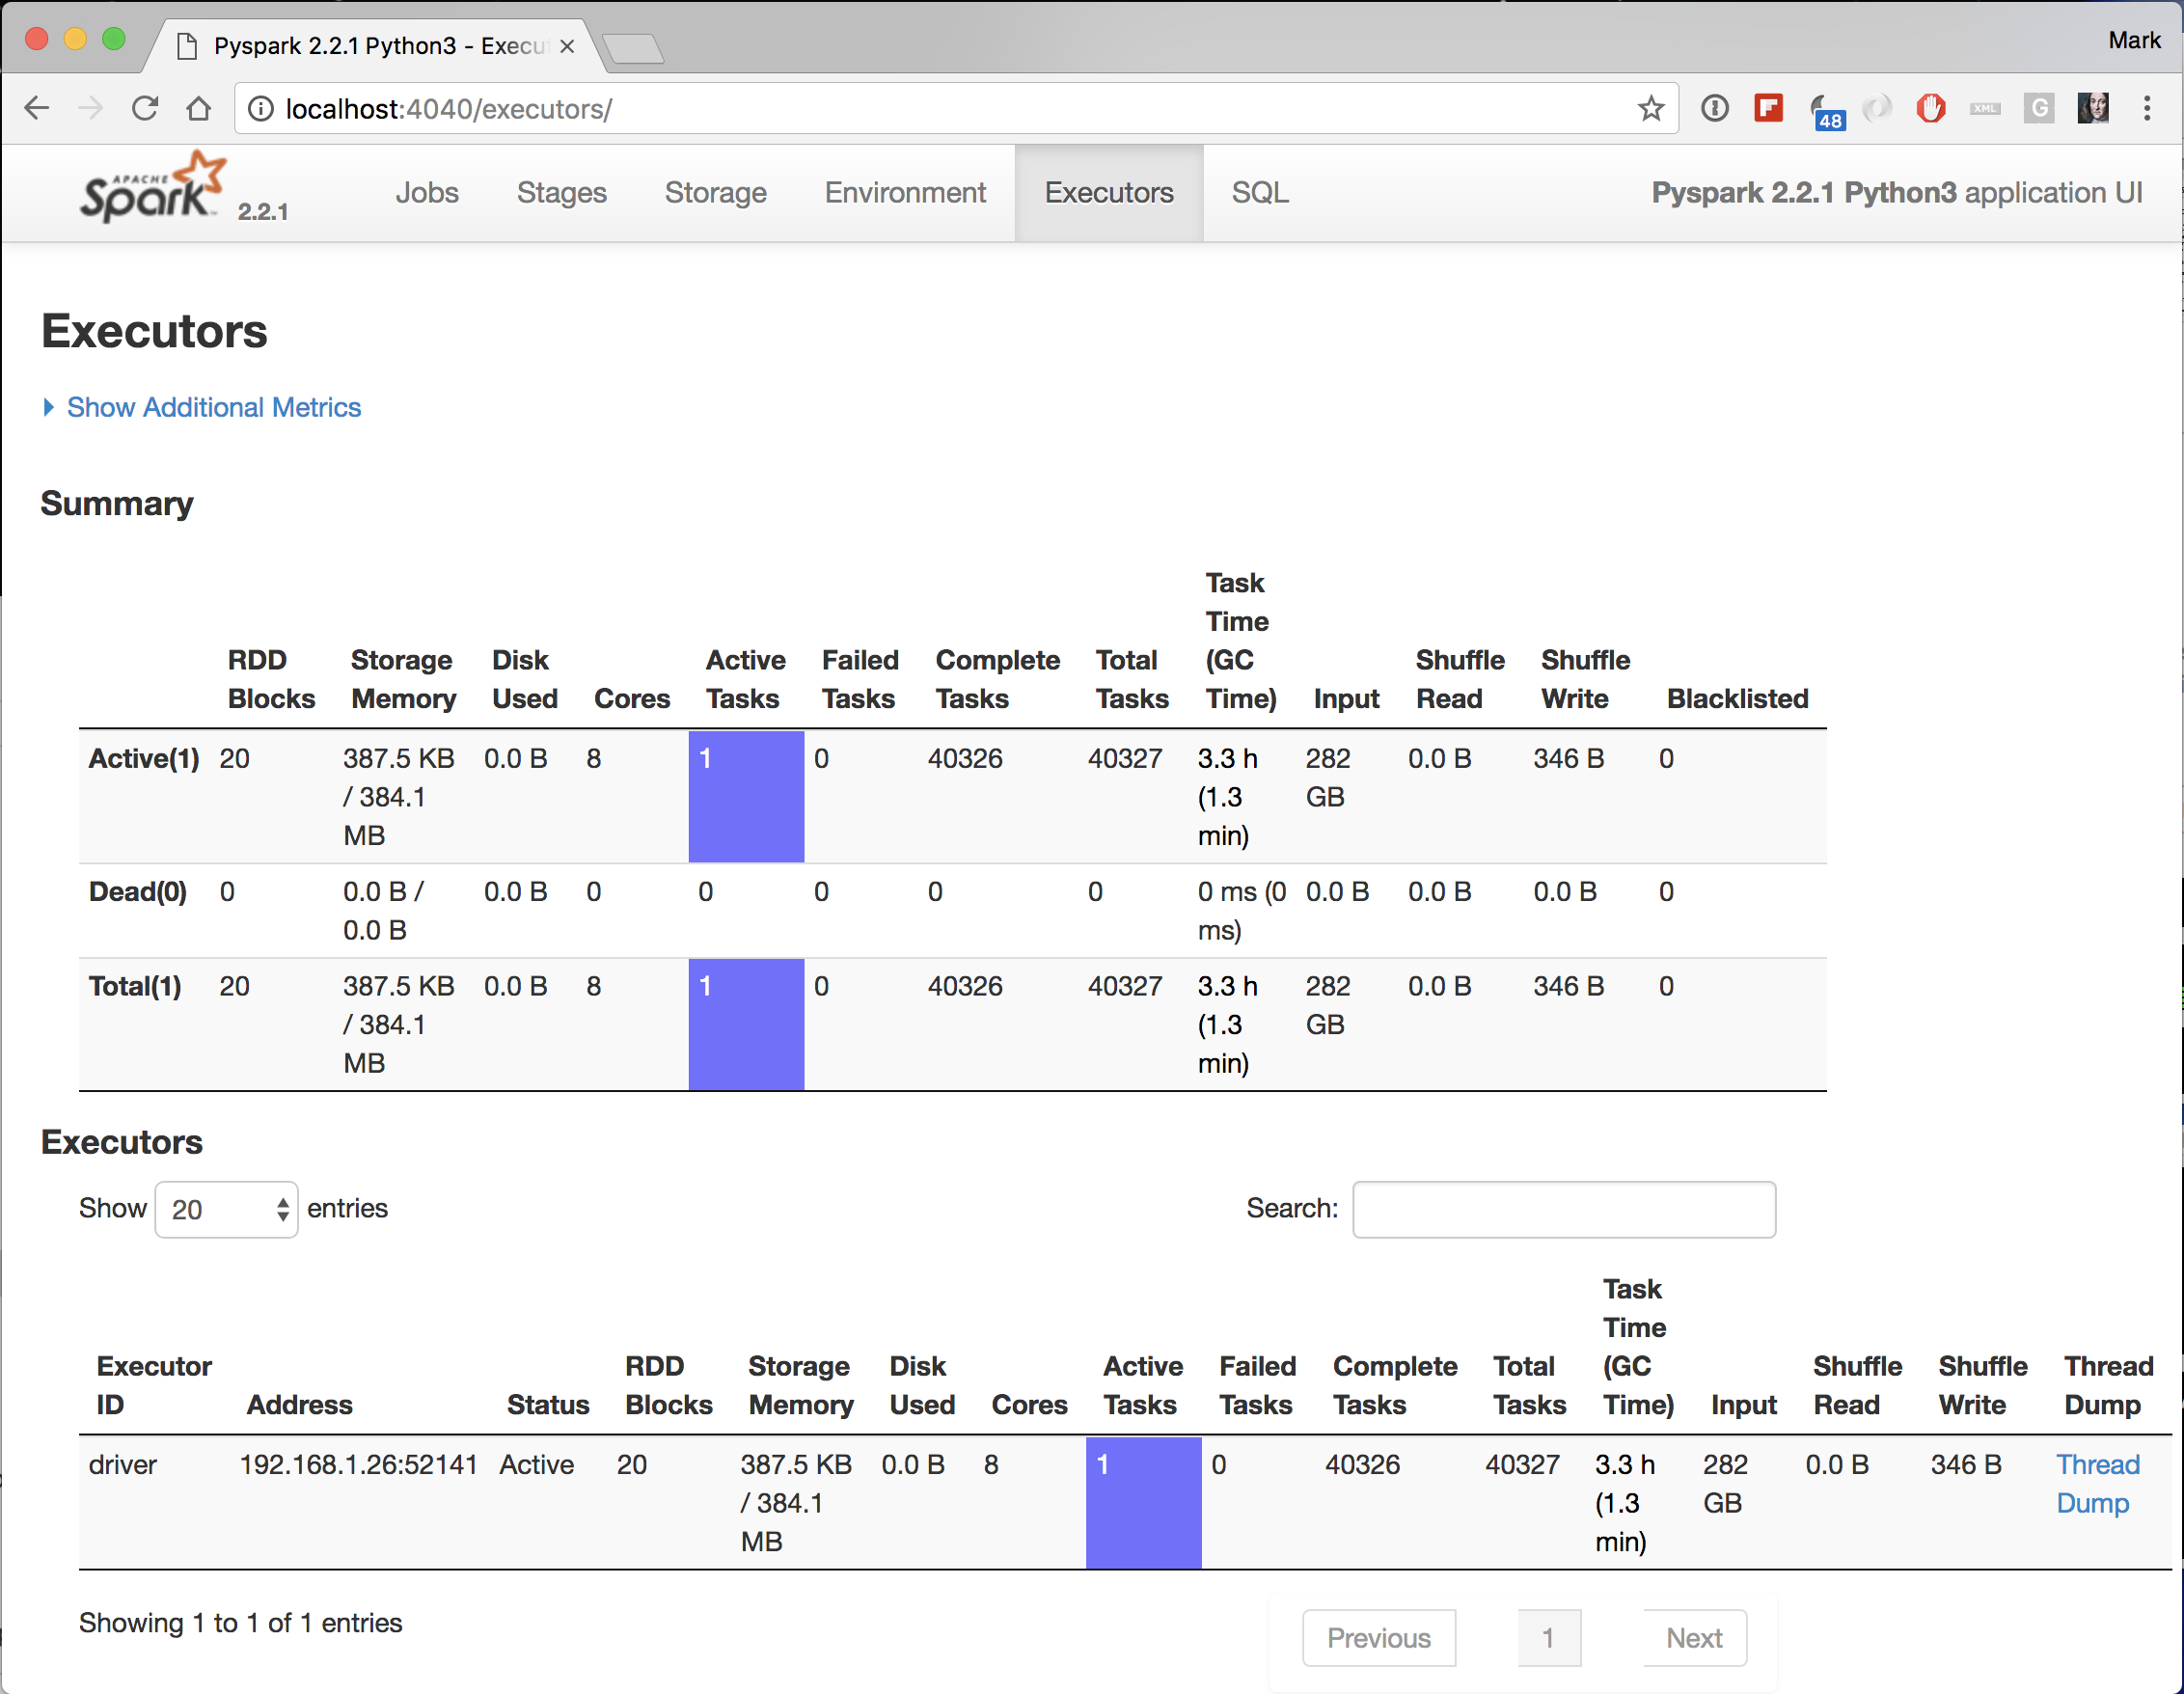 Pyspark 2.2.1 Python3 - Execu
Mark
localhost:4040/executors/
48
XML
G
APACHE
Spark
2.2.1
Jobs
Stages
Storage
Environment
Executors
SQL
Pyspark 2.2.1 Python3 application UI
Executors
Show Additional Metrics
Summary
RDD Blocks Storage Memory Disk Used Cores Active Tasks Failed Tasks Complete Tasks Total Tasks Task Time (GC Time) Input Shuffle Read Shuffle Write Blacklisted
Active(1) 20 387.5 KB / 384.1 MB 0.0 B 8 1 0 40326 40327 3.3 h (1.3 min) 282 GB 0.0 B 346 B 0
Dead(0) 0 0.0 B / 0.0 B 0.0 B 0 0 0 0 0 0 ms (0 ms) 0.0 B 0.0 B 0.0 B 0
Total(1) 20 387.5 KB / 384.1 MB 0.0 B 8 1 0 40326 40327 3.3 h (1.3 min) 282 GB 0.0 B 346 B 0
Executors
Show 20 entries
Search:
Executor ID Address Status RDD Blocks Storage Memory Disk Used Cores Active Tasks Failed Tasks Complete Tasks Total Tasks Task Time (GC Time) Input Shuffle Read Shuffle Write Thread Dump
driver 192.168.1.26:52141 Active 20 387.5 KB / 384.1 MB 0.0 B 8 1 0 40326 40327 3.3 h (1.3 min) 282 GB 0.0 B 346 B Thread Dump
Showing 1 to 1 of 1 entries
Previous 1 Next